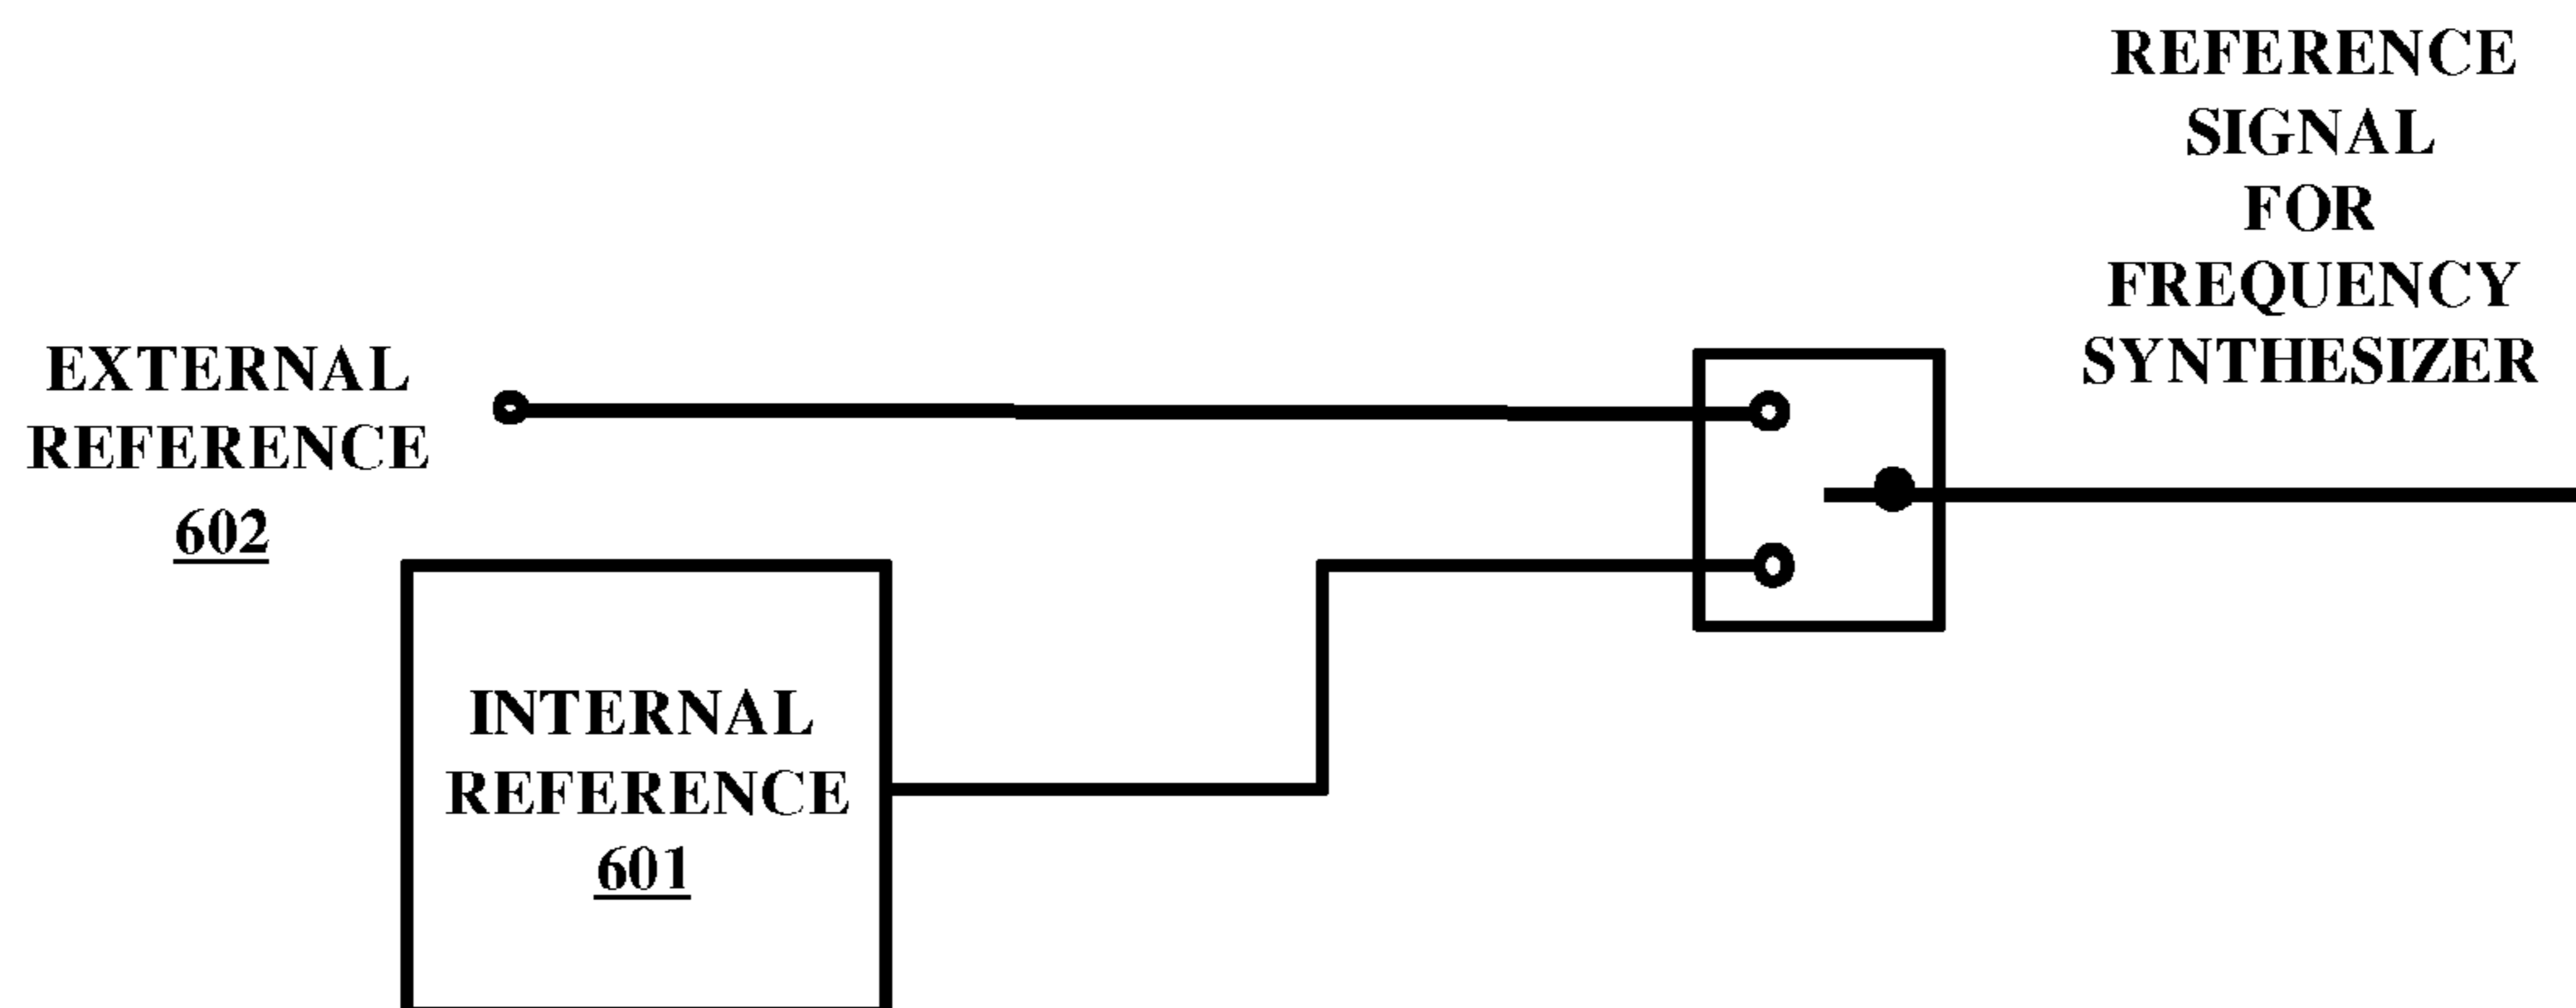 REFERENCE
SIGNAL
FOR
FREQUENCY
SYNTHESIZER
EXTERNAL
REFERENCE
602
INTERNAL
REFERENCE
601